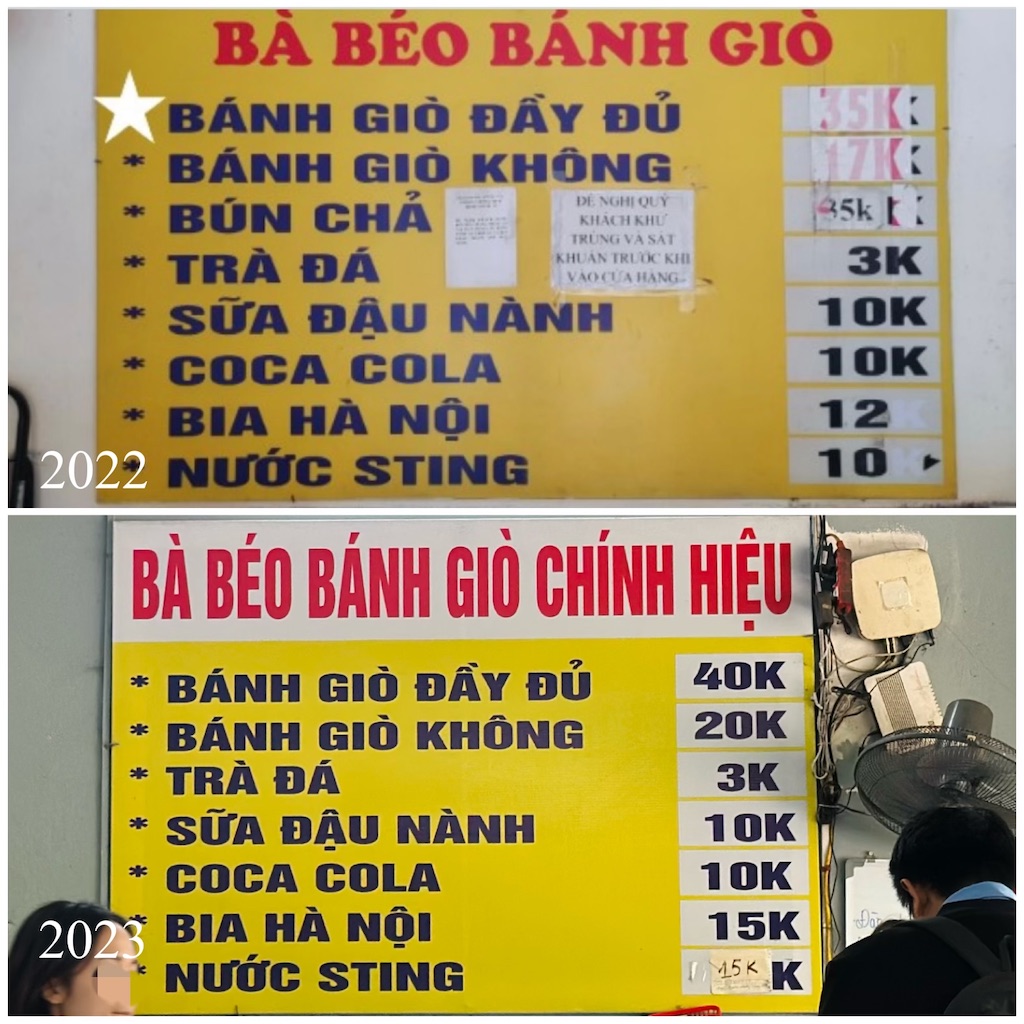 BÀ BÉO BÁNH GIÒ
BÁNH GIÒ ĐẦY ĐỦ 35K
* BÁNH GIÒ KHÔNG 17K
* BÚN CHẢ 35k
ĐỀ NGHỊ QUÝ
KHÁCH KHỬ
TRÙNG VÀ SÁT
KHUẨN TRƯỚC KHI
VÀO CỬA HÀNG
* TRÀ ĐÁ 3K
* SỮA ĐẬU NÀNH 10K
* COCA COLA 10K
* BIA HÀ NỘI 12
* NƯỚC STING 10
2022
BÀ BÉO BÁNH GIÒ CHÍNH HIỆU
* BÁNH GIÒ ĐẦY ĐỦ 40K
* BÁNH GIÒ KHÔNG 20K
* TRÀ ĐÁ 3K
* SỮA ĐẬU NÀNH 10K
* COCA COLA 10K
* BIA HÀ NỘI 15K
* NƯỚC STING 15K K
2023